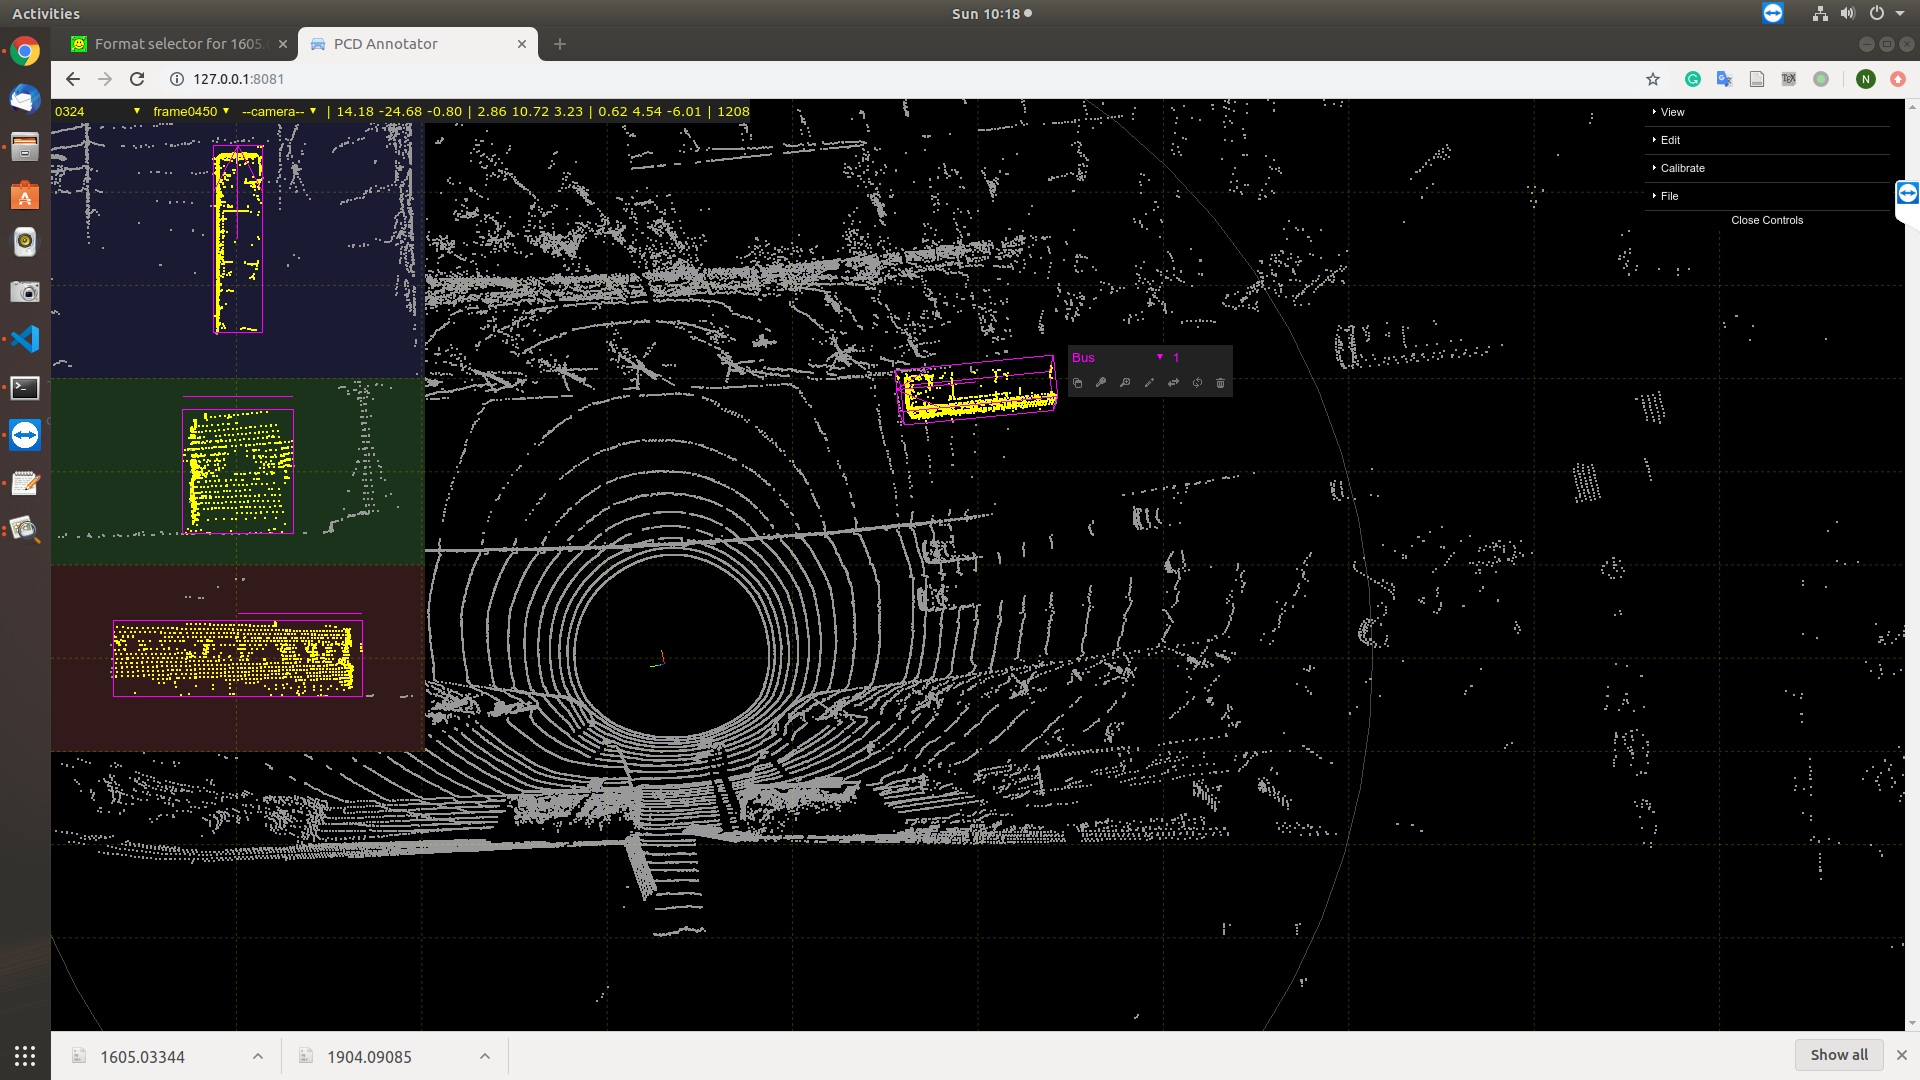 Activities
Sun 10:18
Format selector for 1605.
PCD Annotator
127.0.0.1:8081
N
0324 frame0450 --camera-- | 14.18 -24.68 -0.80 | 2.86 10.72 3.23 | 0.62 4.54 -6.01 | 1208
View
Edit
Calibrate
File
Close Controls
Bus 1
1605.03344
1904.09085
Show all